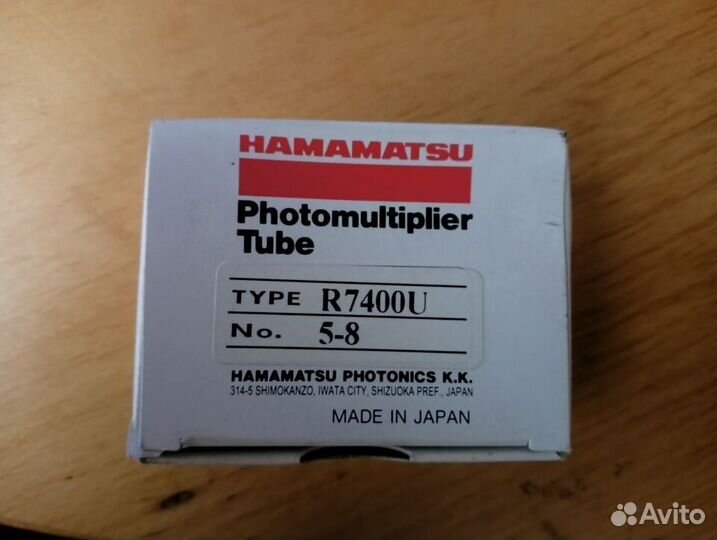 HAMAMATSU
Photomultiplier
Tube
TYPE R7400U
No. 5-8
HAMAMATSU PHOTONICS K.K.
314-5 SHIMOKANZO, IWATA CITY, SHIZUOKA PREF., JAPAN
MADE IN JAPAN
Avito